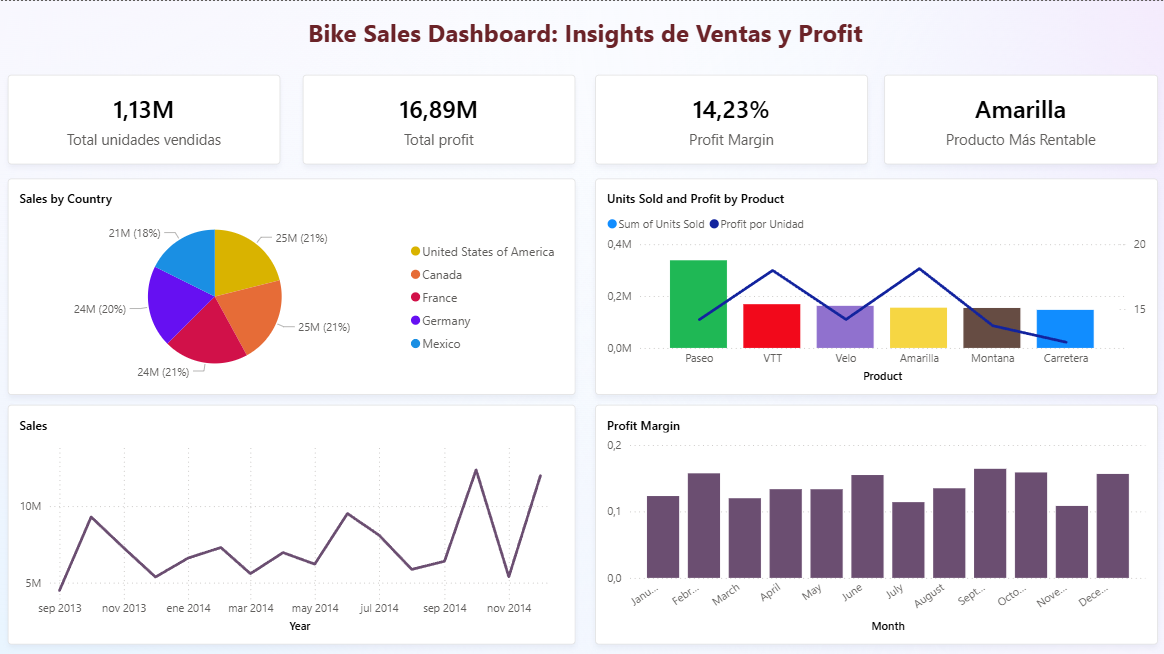 Bike Sales Dashboard: Insights de Ventas y Profit
1,13M
Total unidades vendidas
16,89M
Total profit
14,23%
Profit Margin
Amarilla
Producto Más Rentable
Sales by Country
21M (18%)
25M (21%)
24M (20%)
25M (21%)
24M (21%)
United States of America
Canada
France
Germany
Mexico
Units Sold and Profit by Product
Sum of Units Sold Profit por Unidad
0,4M
0,2M
0,0M
20
15
Paseo VTT Velo Amarilla Montana Carretera
Product
Sales
10M
5M
sep 2013 nov 2013 ene 2014 mar 2014 may 2014 jul 2014 sep 2014 nov 2014
Year
Profit Margin
0,2
0,1
0,0
Janu... Febr... March April May June July August Sept... Octo... Nove... Dece...
Month